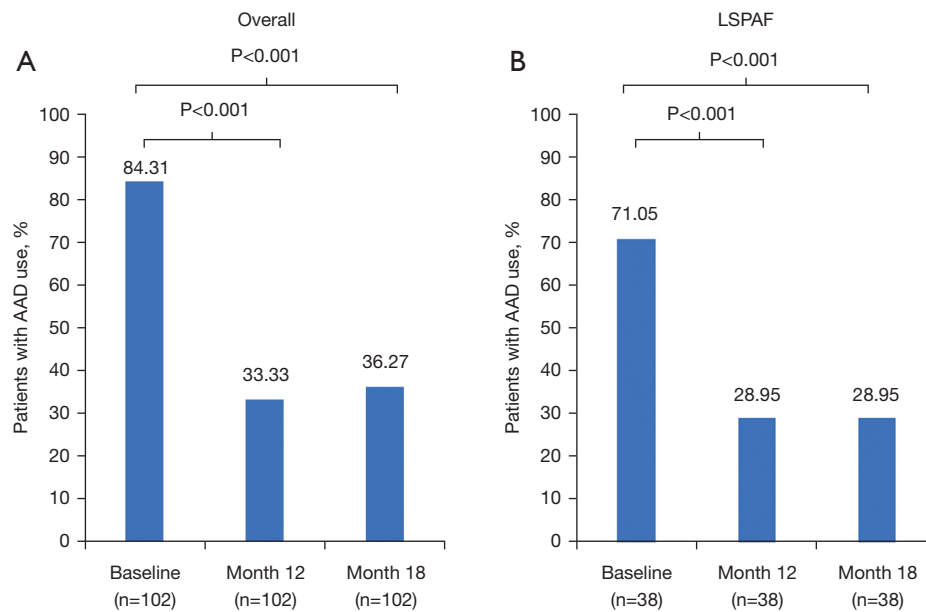 Overall
A
P<0.001
P<0.001
Patients with AAD use, %
100
90
80
70
60
50
40
30
20
10
0
84.31
33.33
36.27
Baseline
(n=102)
Month 12
(n=102)
Month 18
(n=102)
LSPAF
B
P<0.001
P<0.001
Patients with AAD use, %
100
90
80
70
60
50
40
30
20
10
0
71.05
28.95
28.95
Baseline
(n=38)
Month 12
(n=38)
Month 18
(n=38)